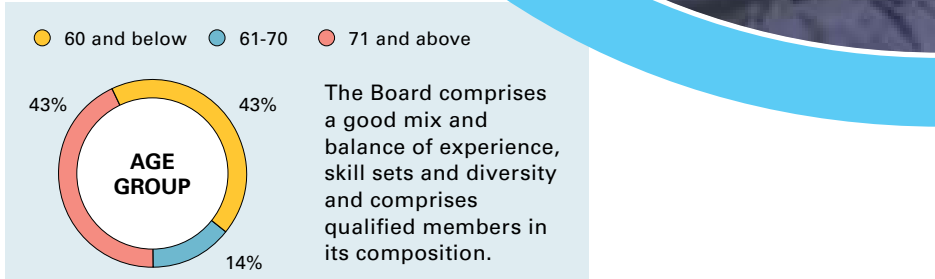 60 and below 61-70 71 and above
43%
43%
AGE
GROUP
14%
The Board comprises
a good mix and
balance of experience,
skill sets and diversity
and comprises
qualified members in
its composition.